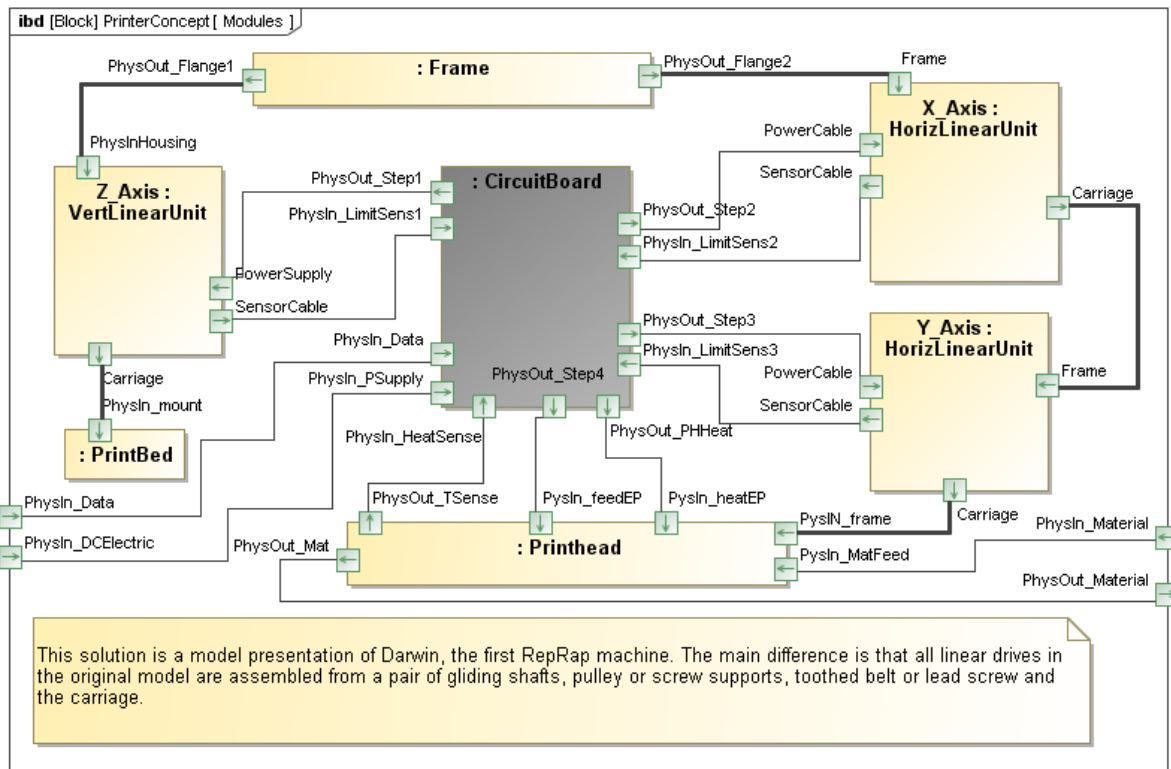 ibd [Block] PrinterConcept [ Modules ]
PhysOut_Flange1
: Frame
PhysOut_Flange2
Frame
X_Axis :
HorizLinearUnit
PowerCable
SensorCable
Carriage
PhysInHousing
Z_Axis :
VertLinearUnit
PhysOut_Step1
PhysIn_LimitSens1
: CircuitBoard
PhysOut_Step2
PhysIn_LimitSens2
PowerSupply
SensorCable
PhysIn_Data
PhysIn_PSupply
PhysOut_Step4
PhysOut_Step3
PhysIn_LimitSens3
Y_Axis :
HorizLinearUnit
PowerCable
SensorCable
Frame
Carriage
PhysIn_mount
: PrintBed
PhysIn_HeatSense
PhysOut_PHHeat
PhysIn_Data
PhysIn_DCElectric
PhysOut_TSense
PysIn_feedEP
PysIn_heatEP
PhysOut_Mat
: Printhead
PysIN_frame
Carriage
PysIn_MatFeed
PhysIn_Material
PhysOut_Material
This solution is a model presentation of Darwin, the first RepRap machine. The main difference is that all linear drives in
the original model are assembled from a pair of gliding shafts, pulley or screw supports, toothed belt or lead screw and
the carriage.